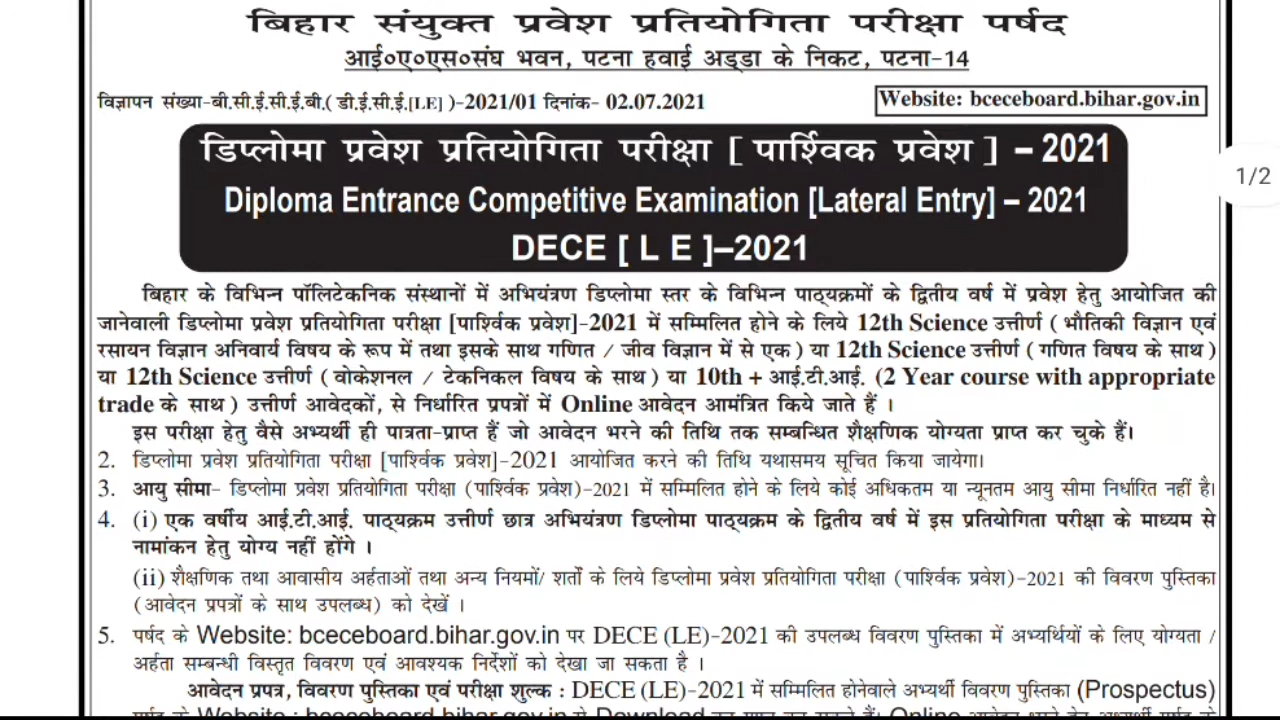 बिहार संयुक्त प्रवेश प्रतियोगिता परीक्षा पर्षद
आई०ए०एस०संघ भवन, पटना हवाई अड्डा के निकट, पटना-14
विज्ञापन संख्या-बी.सी.ई.सी.ई.बी.( डी.ई.सी.ई.[LE] )-2021/01 दिनांक- 02.07.2021
Website: bceceboard.bihar.gov.in
डिप्लोमा प्रवेश प्रतियोगिता परीक्षा [ पार्श्विक प्रवेश ] – 2021
1/2
Diploma Entrance Competitive Examination [Lateral Entry] – 2021
DECE [ L E ]–2021
बिहार के विभिन्न पॉलिटेकनिक संस्थानों में अभियंत्रण डिप्लोमा स्तर के विभिन्न पाठ्यक्रमों के द्वितीय वर्ष में प्रवेश हेतु आयोजित की
जानेवाली डिप्लोमा प्रवेश प्रतियोगिता परीक्षा [पार्श्विक प्रवेश]-2021 में सम्मिलित होने के लिये 12th Science उत्तीर्ण ( भौतिकी विज्ञान एवं
रसायन विज्ञान अनिवार्य विषय के रूप में तथा इसके साथ गणित / जीव विज्ञान में से एक ) या 12th Science उत्तीर्ण ( गणित विषय के साथ )
या 12th Science उत्तीर्ण ( वोकेशनल / टेकनिकल विषय के साथ ) या 10th + आई.टी.आई. (2 Year course with appropriate
trade के साथ ) उत्तीर्ण आवेदकों, से निर्धारित प्रपत्रों में Online आवेदन आमंत्रित किये जाते हैं ।
इस परीक्षा हेतु वैसे अभ्यर्थी ही पात्रता-प्राप्त हैं जो आवेदन भरने की तिथि तक सम्बन्धित शैक्षणिक योग्यता प्राप्त कर चुके हैं।
2. डिप्लोमा प्रवेश प्रतियोगिता परीक्षा [पार्श्विक प्रवेश]-2021 आयोजित करने की तिथि यथासमय सूचित किया जायेगा।
3. आयु सीमा- डिप्लोमा प्रवेश प्रतियोगिता परीक्षा (पार्श्विक प्रवेश)-2021 में सम्मिलित होने के लिये कोई अधिकतम या न्यूनतम आयु सीमा निर्धारित नहीं है।
4. (i) एक वर्षीय आई.टी.आई. पाठ्यक्रम उत्तीर्ण छात्र अभियंत्रण डिप्लोमा पाठ्यक्रम के द्वितीय वर्ष में इस प्रतियोगिता परीक्षा के माध्यम से
नामांकन हेतु योग्य नहीं होंगे ।
(ii) शैक्षणिक तथा आवासीय अर्हताओं तथा अन्य नियमों/ शर्तो के लिये डिप्लोमा प्रवेश प्रतियोगिता परीक्षा (पार्श्विक प्रवेश)-2021 की विवरण पुस्तिका
(आवेदन प्रपत्रों के साथ उपलब्ध) को देखें ।
5. पर्षद के Website: bceceboard.bihar.gov.in पर DECE (LE)-2021 की उपलब्ध विवरण पुस्तिका में अभ्यर्थियों के लिए योग्यता /
अर्हता सम्बन्धी विस्तृत विवरण एवं आवश्यक निर्देशों को देखा जा सकता है ।
आवेदन प्रपत्र, विवरण पुस्तिका एवं परीक्षा शुल्क : DECE (LE)-2021 में सम्मिलित होनेवाले अभ्यर्थी विवरण पुस्तिका (Prospectus)